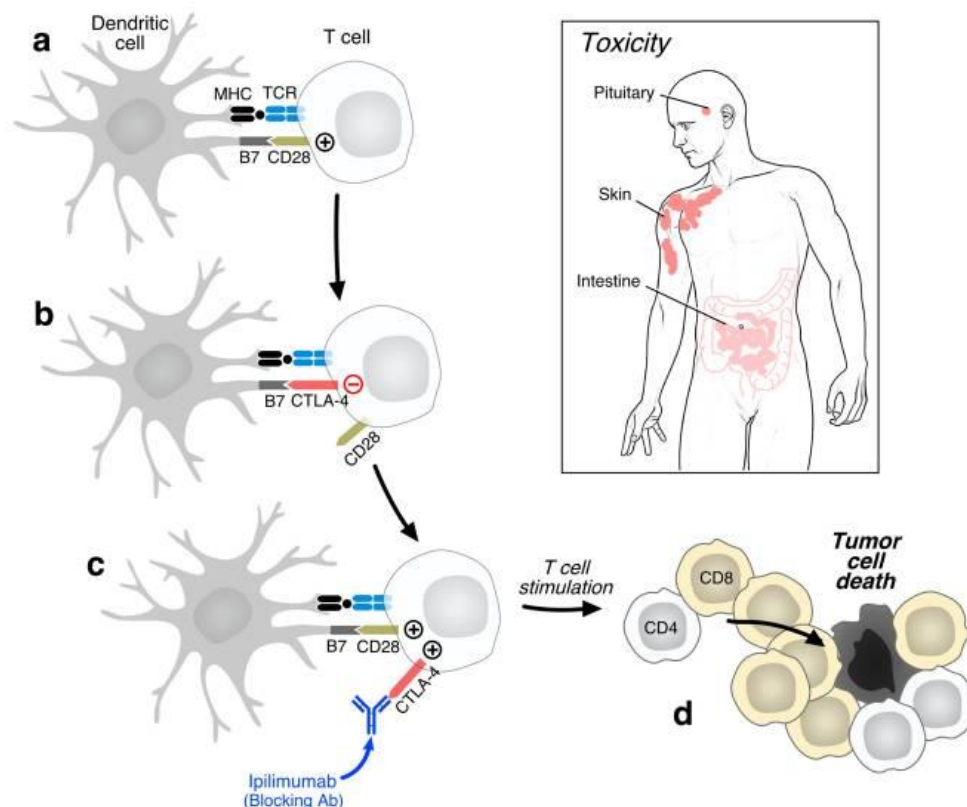 a
Dendritic
cell
T cell
MHC TCR
B7 CD28
+
b
B7 CTLA-4
−
CD28
c
B7 CD28
+
+
CTLA-4
Ipilimumab
(Blocking Ab)
T cell
stimulation
Toxicity
Pituitary
Skin
Intestine
CD8
CD4
Tumor
cell
death
d